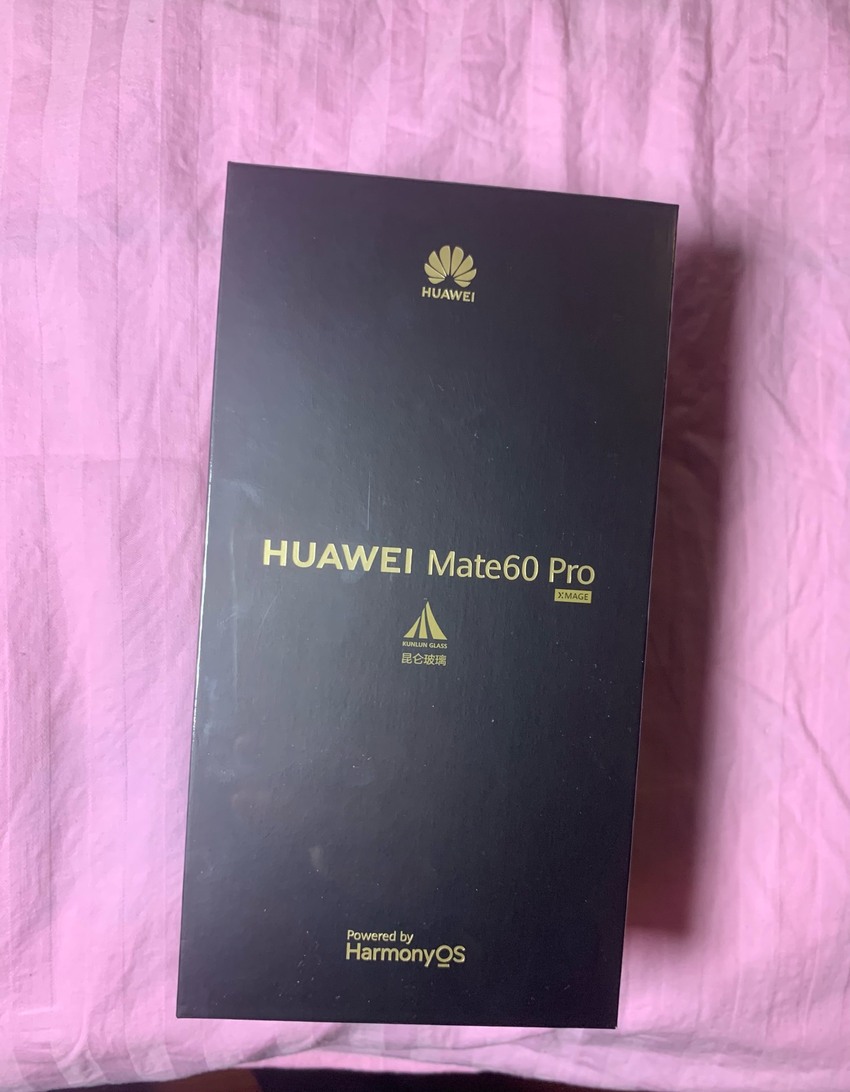 HUAWEI
HUAWEI Mate60 Pro
XMAGE
KUNLUN GLASS
昆仑玻璃
Powered by
HarmonyOS